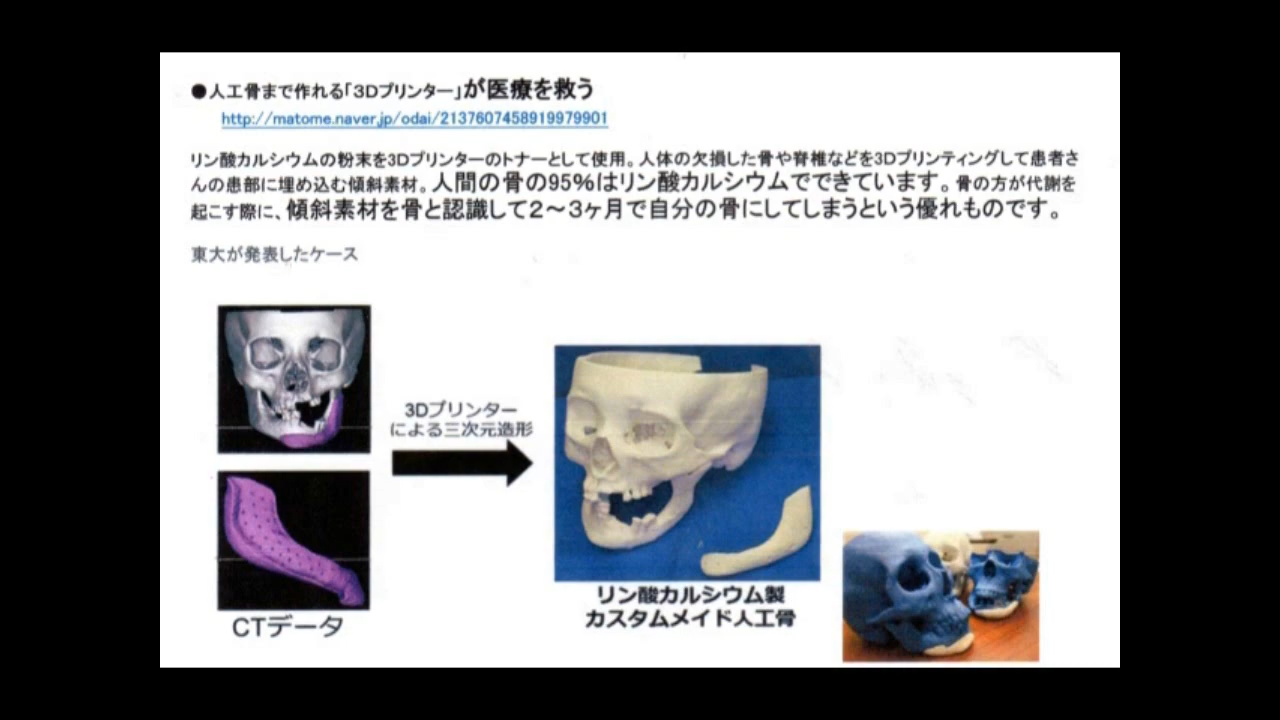 ●人工骨まで作れる「3Dプリンター」が医療を救う
http://matome.naver.jp/odai/2137607458919979901
リン酸カルシウムの粉末を3Dプリンターのトナーとして使用。人体の欠損した骨や脊椎などを3Dプリンティングして患者さ
んの患部に埋め込む傾斜素材。人間の骨の95%はリン酸カルシウムでできています。骨の方が代謝を
起こす際に、傾斜素材を骨と認識して2～3ヶ月で自分の骨にしてしまうという優れものです。
東大が発表したケース
3Dプリンター
による三次元造形
CTデータ
リン酸カルシウム製
カスタムメイド人工骨